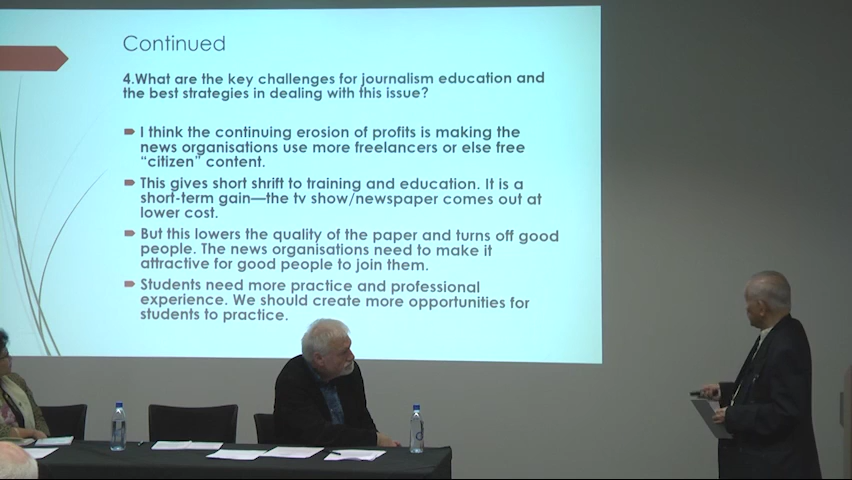 Continued
4.What are the key challenges for journalism education and
the best strategies in dealing with this issue?
I think the continuing erosion of profits is making the
news organisations use more freelancers or else free
“citizen” content.
This gives short shrift to training and education. It is a
short-term gain—the tv show/newspaper comes out at
lower cost.
But this lowers the quality of the paper and turns off good
people. The news organisations need to make it
attractive for good people to join them.
Students need more practice and professional
experience. We should create more opportunities for
students to practice.